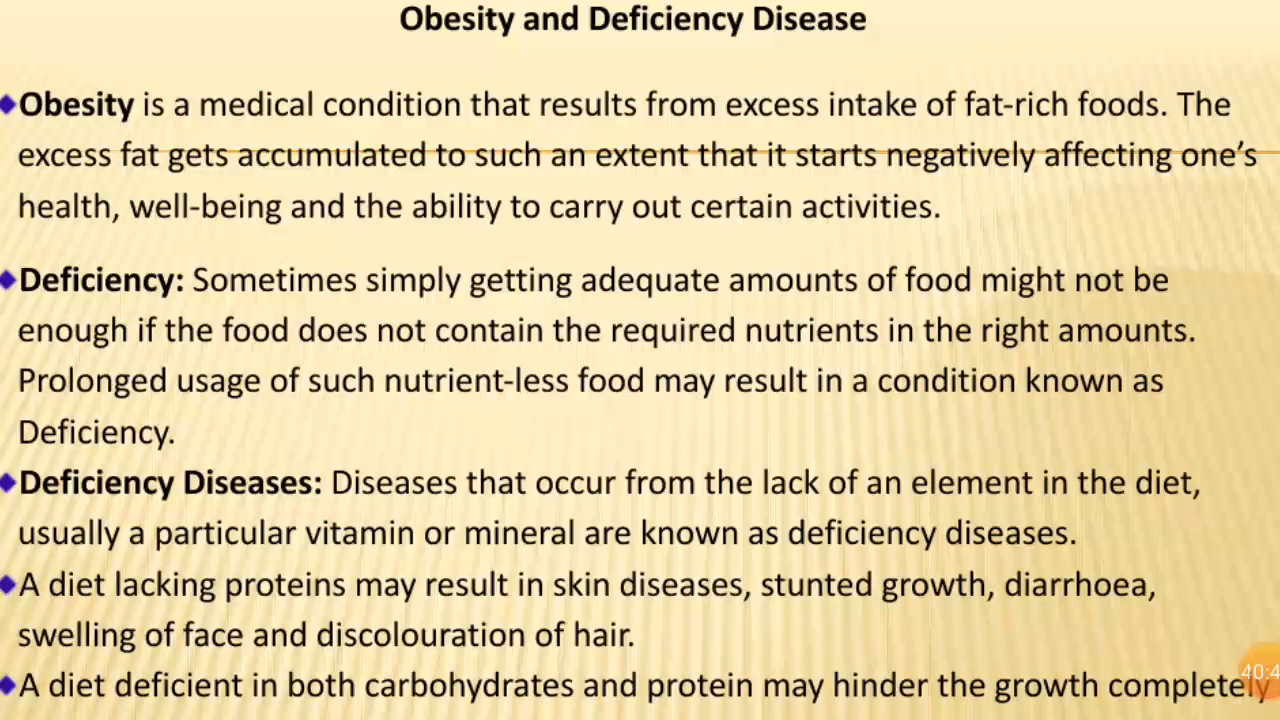 Obesity and Deficiency Disease
Obesity is a medical condition that results from excess intake of fat-rich foods. The
excess fat gets accumulated to such an extent that it starts negatively affecting one’s
health, well-being and the ability to carry out certain activities.
Deficiency: Sometimes simply getting adequate amounts of food might not be
enough if the food does not contain the required nutrients in the right amounts.
Prolonged usage of such nutrient-less food may result in a condition known as
Deficiency.
Deficiency Diseases: Diseases that occur from the lack of an element in the diet,
usually a particular vitamin or mineral are known as deficiency diseases.
A diet lacking proteins may result in skin diseases, stunted growth, diarrhoea,
swelling of face and discolouration of hair.
A diet deficient in both carbohydrates and protein may hinder the growth completely